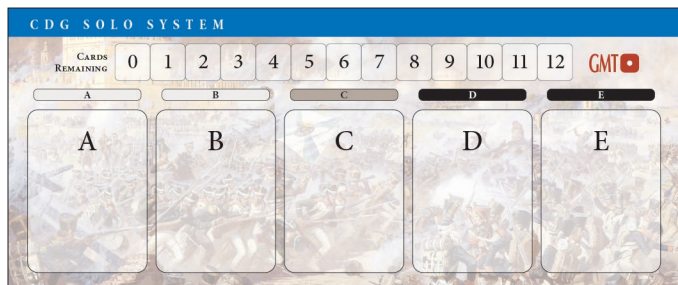 CDG SOLO SYSTEM
CARDS
REMAINING 0 1 2 3 4 5 6 7 8 9 10 11 12 GMT
A B C D E
A B C D E